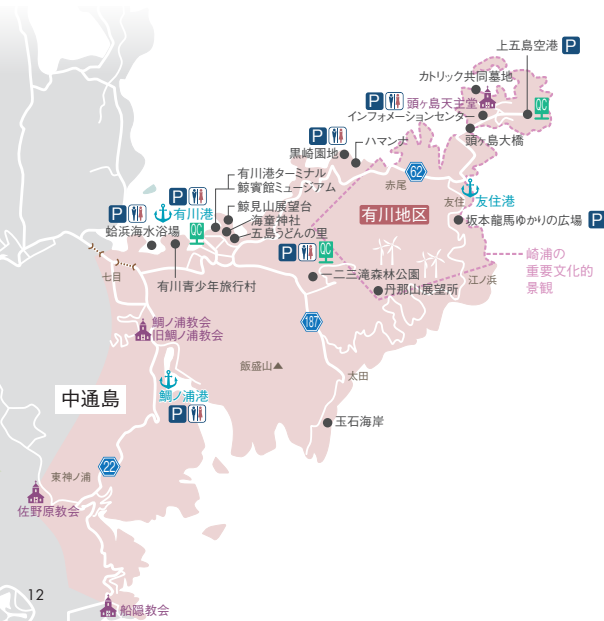 上五島空港 P
カトリック共同墓地
P 頭ヶ島天主堂
インフォメーションセンター
QC
頭ヶ島大橋
P
黒崎園地
ハマンナ
62
赤尾
友住
友住港
有川地区
坂本龍馬ゆかりの広場 P
崎浦の
重要文化的
景観
江ノ浜
有川港ターミナル
鯨賓館ミュージアム
鯨見山展望台
海童神社
五島うどんの里
P
P 有川港
QC
蛤浜海水浴場
有川青少年旅行村
七目
P QC
一二三滝森林公園
丹那山展望所
187
鯛ノ浦教会
旧鯛ノ浦教会
飯盛山▲
太田
鯛ノ浦港
P
中通島
玉石海岸
22
東神ノ浦
佐野原教会
船隠教会
12